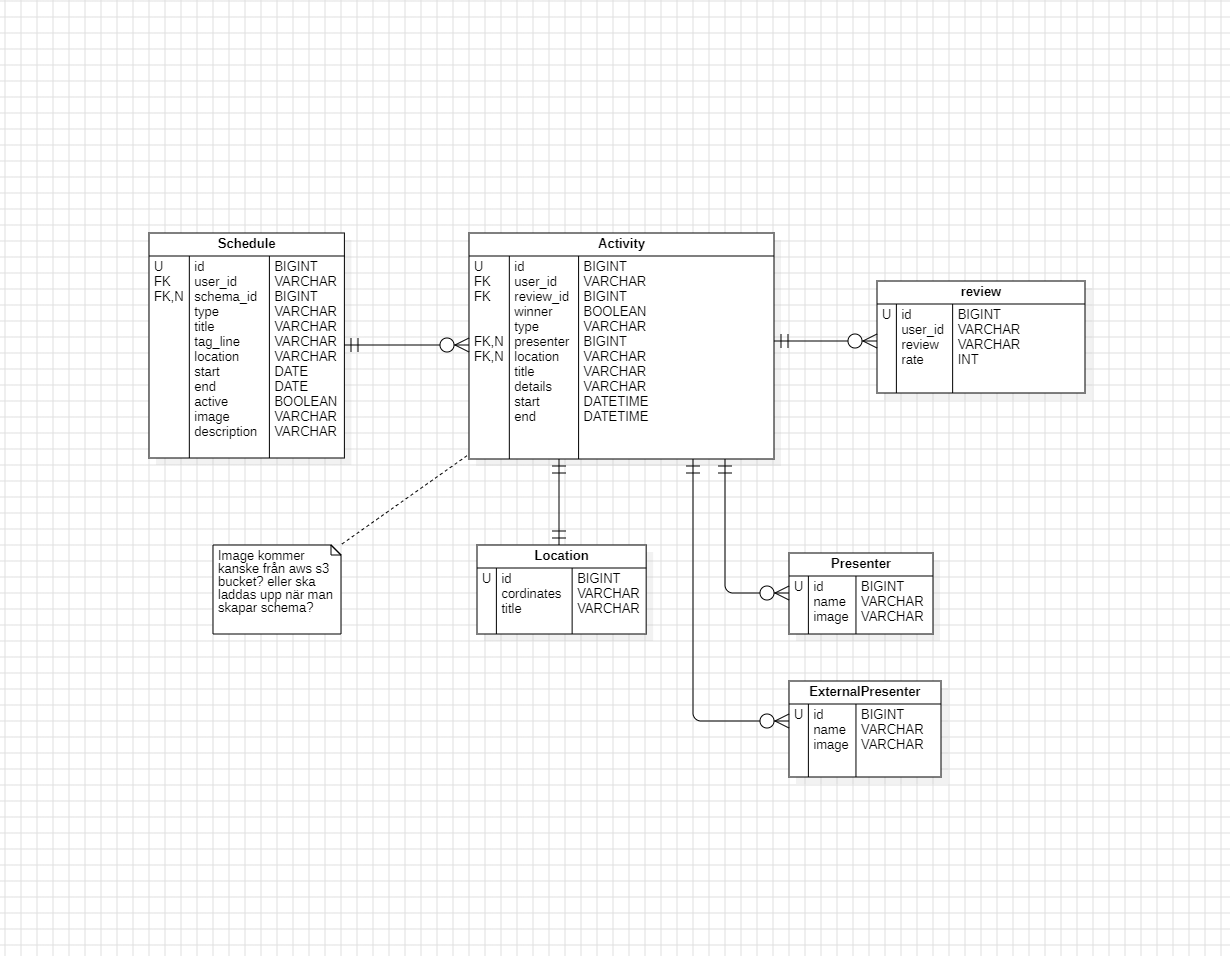 Schedule
U id BIGINT
FK user_id VARCHAR
FK,N schema_id BIGINT
type VARCHAR
title VARCHAR
tag_line VARCHAR
location VARCHAR
start DATE
end DATE
active BOOLEAN
image VARCHAR
description VARCHAR
Activity
U id BIGINT
FK user_id VARCHAR
FK review_id BIGINT
winner BOOLEAN
type VARCHAR
FK,N presenter BIGINT
FK,N location VARCHAR
title VARCHAR
details VARCHAR
start DATETIME
end DATETIME
review
U id BIGINT
user_id VARCHAR
review VARCHAR
rate INT
Image kommer
kanske från aws s3
bucket? eller ska
laddas upp när man
skapar schema?
Location
U id BIGINT
cordinates VARCHAR
title VARCHAR
Presenter
U id BIGINT
name VARCHAR
image VARCHAR
ExternalPresenter
U id BIGINT
name VARCHAR
image VARCHAR